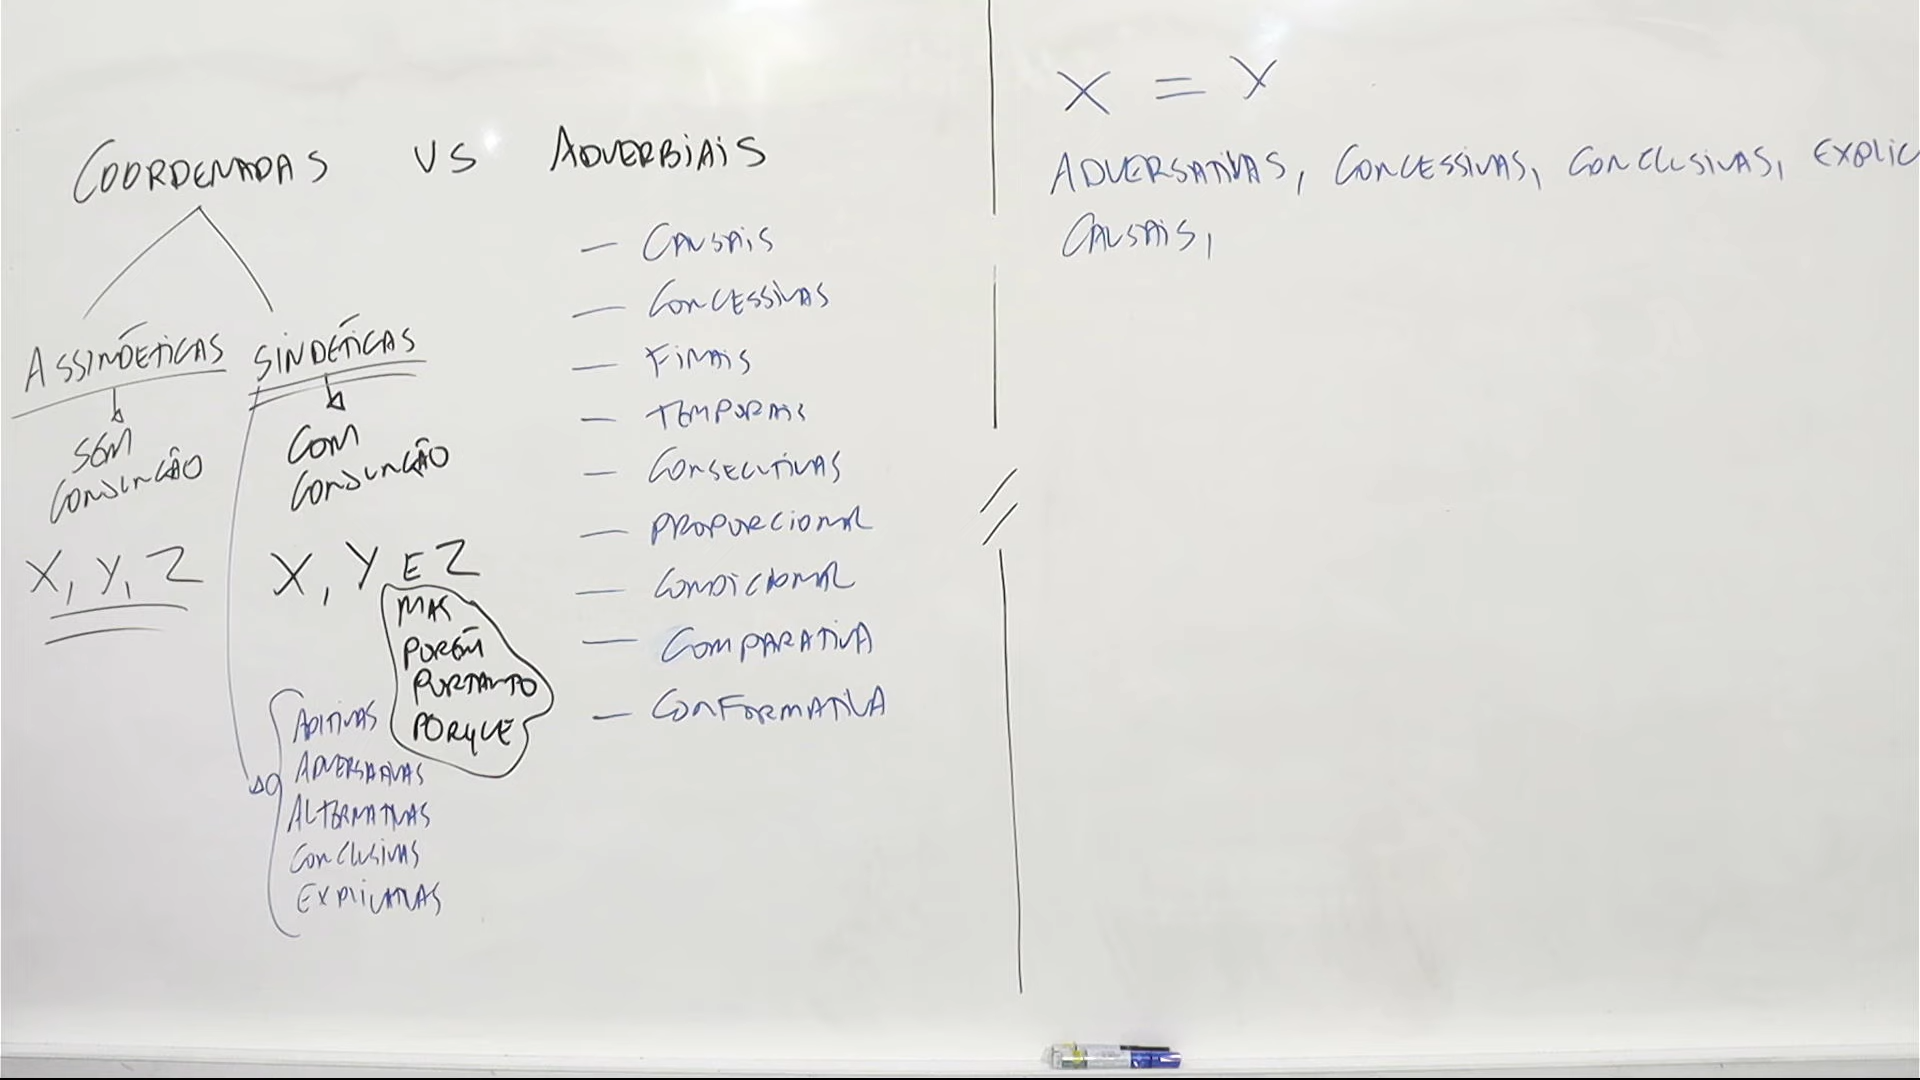 COORDENADAS VS ADVERBIAIS
ASSINDÉTICAS SINDÉTICAS
SEM
CONJUNÇÃO
COM
CONJUNÇÃO
X, Y, Z
X, Y E Z
MAS
PORÉM
PORTANTO
PORQUE
ADITIVAS
ADVERSATIVAS
ALTERNATIVAS
CONCLUSIVAS
EXPLICATIVAS
— CAUSAIS
— CONCESSIVAS
— FINAIS
— TEMPORAIS
— CONSECUTIVAS
— PROPORCIONAL
— CONDICIONAL
— COMPARATIVA
— CONFORMATIVA
X = Y
ADVERSATIVAS, CONCESSIVAS, CONCLUSIVAS, EXPLIC
CAUSAIS,